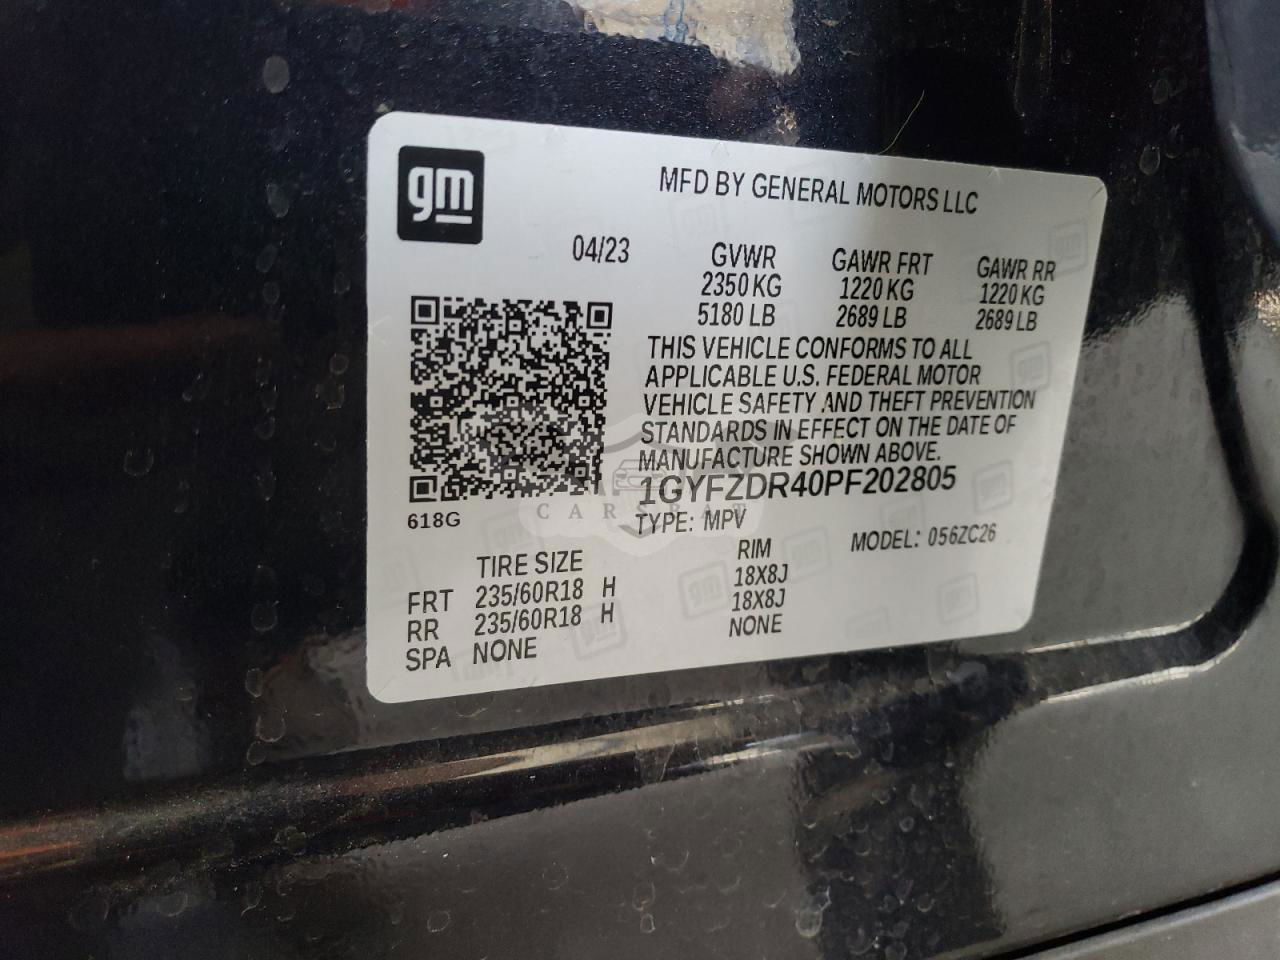 gm
MFD BY GENERAL MOTORS LLC
04/23
GVWR GAWR FRT GAWR RR
2350 KG 1220 KG 1220 KG
5180 LB 2689 LB 2689 LB
THIS VEHICLE CONFORMS TO ALL
APPLICABLE U.S. FEDERAL MOTOR
VEHICLE SAFETY AND THEFT PREVENTION
STANDARDS IN EFFECT ON THE DATE OF
MANUFACTURE SHOWN ABOVE.
1GYFZDR40PF202805
618G
TYPE: MPV MODEL: 056ZC26
TIRE SIZE RIM
FRT 235/60R18 H 18X8J
RR 235/60R18 H 18X8J
SPA NONE NONE